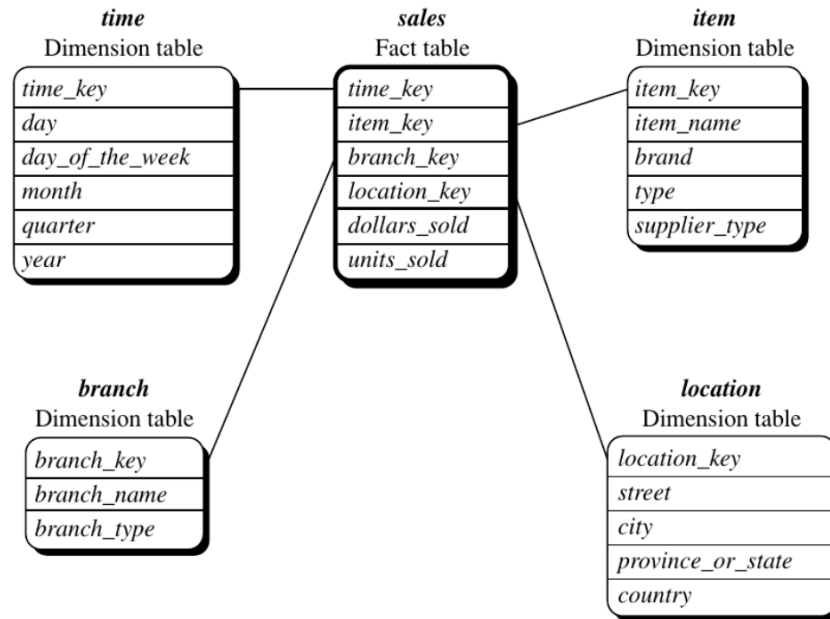 time
Dimension table
time_key
day
day_of_the_week
month
quarter
year
sales
Fact table
time_key
item_key
branch_key
location_key
dollars_sold
units_sold
item
Dimension table
item_key
item_name
brand
type
supplier_type
branch
Dimension table
branch_key
branch_name
branch_type
location
Dimension table
location_key
street
city
province_or_state
country